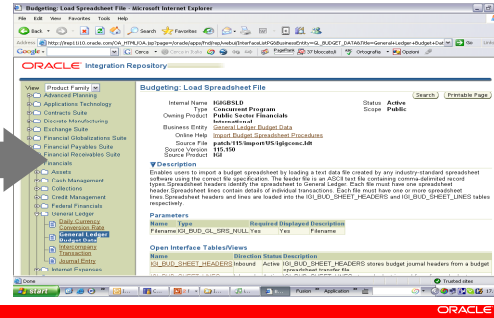 Budgeting: Load Spreadsheet File - Microsoft Internet Explorer
File Edit View Favorites Tools Help
Back Search Favorites
Address
Go Links
ORACLE Integration Repository
View Product Family
Advanced Planning
Applications Technology
Contracts Suite
Discrete Manufacturing
Exchange Suite
Financial Globalizations Suite
Financial Payables Suite
Financial Receivables Suite
Financials
Assets
Cash Management
Collections
Credit Management
Federal Financials
General Ledger
Daily Currency
Conversion Rate
General Ledger
Budget Data
Intercompany
Transaction
Journal Entry
Internet Expenses
Budgeting: Load Spreadsheet File
Search Printable Page
Internal Name IGIGBSLD
Type Concurrent Program
Owning Product Public Sector Financials
International
Status Active
Scope Public
Business Entity General Ledger Budget Data
Online Help Import Budget Spreadsheet Procedures
Source File patch/115/import/US/igigconc.ldt
Source Version 115.150
Source Product IGI
Description
Enables users to import a budget spreadsheet by loading a text data file created by any industry-standard spreadsheet
software using the correct file specification. The feeder file is an ASCII text file containing comma-delimited record
types.Spreadsheet headers identify the spreadsheet to General Ledger. Each file must have one spreadsheet
header.Spreadsheet lines contain details of individual transactions. Each file must have one or more spreadsheet
lines.Spreadsheet headers and lines are loaded into the IGI_BUD_SHEET_HEADERS and IGI_BUD_SHEET_LINES tables
respectively.
Parameters
Name Type Required Displayed Description
Filename IGI_BUD_GL_SRS_NULL Yes Yes Filename
Open Interface Tables/Views
Name Direction Status Description
IGI_BUD_SHEET_HEADERS Inbound Active IGI_BUD_SHEET_HEADERS stores budget journal headers from a budget
spreadsheet transfer file.
Done
Trusted sites
start
Fusion
Application
ORACLE